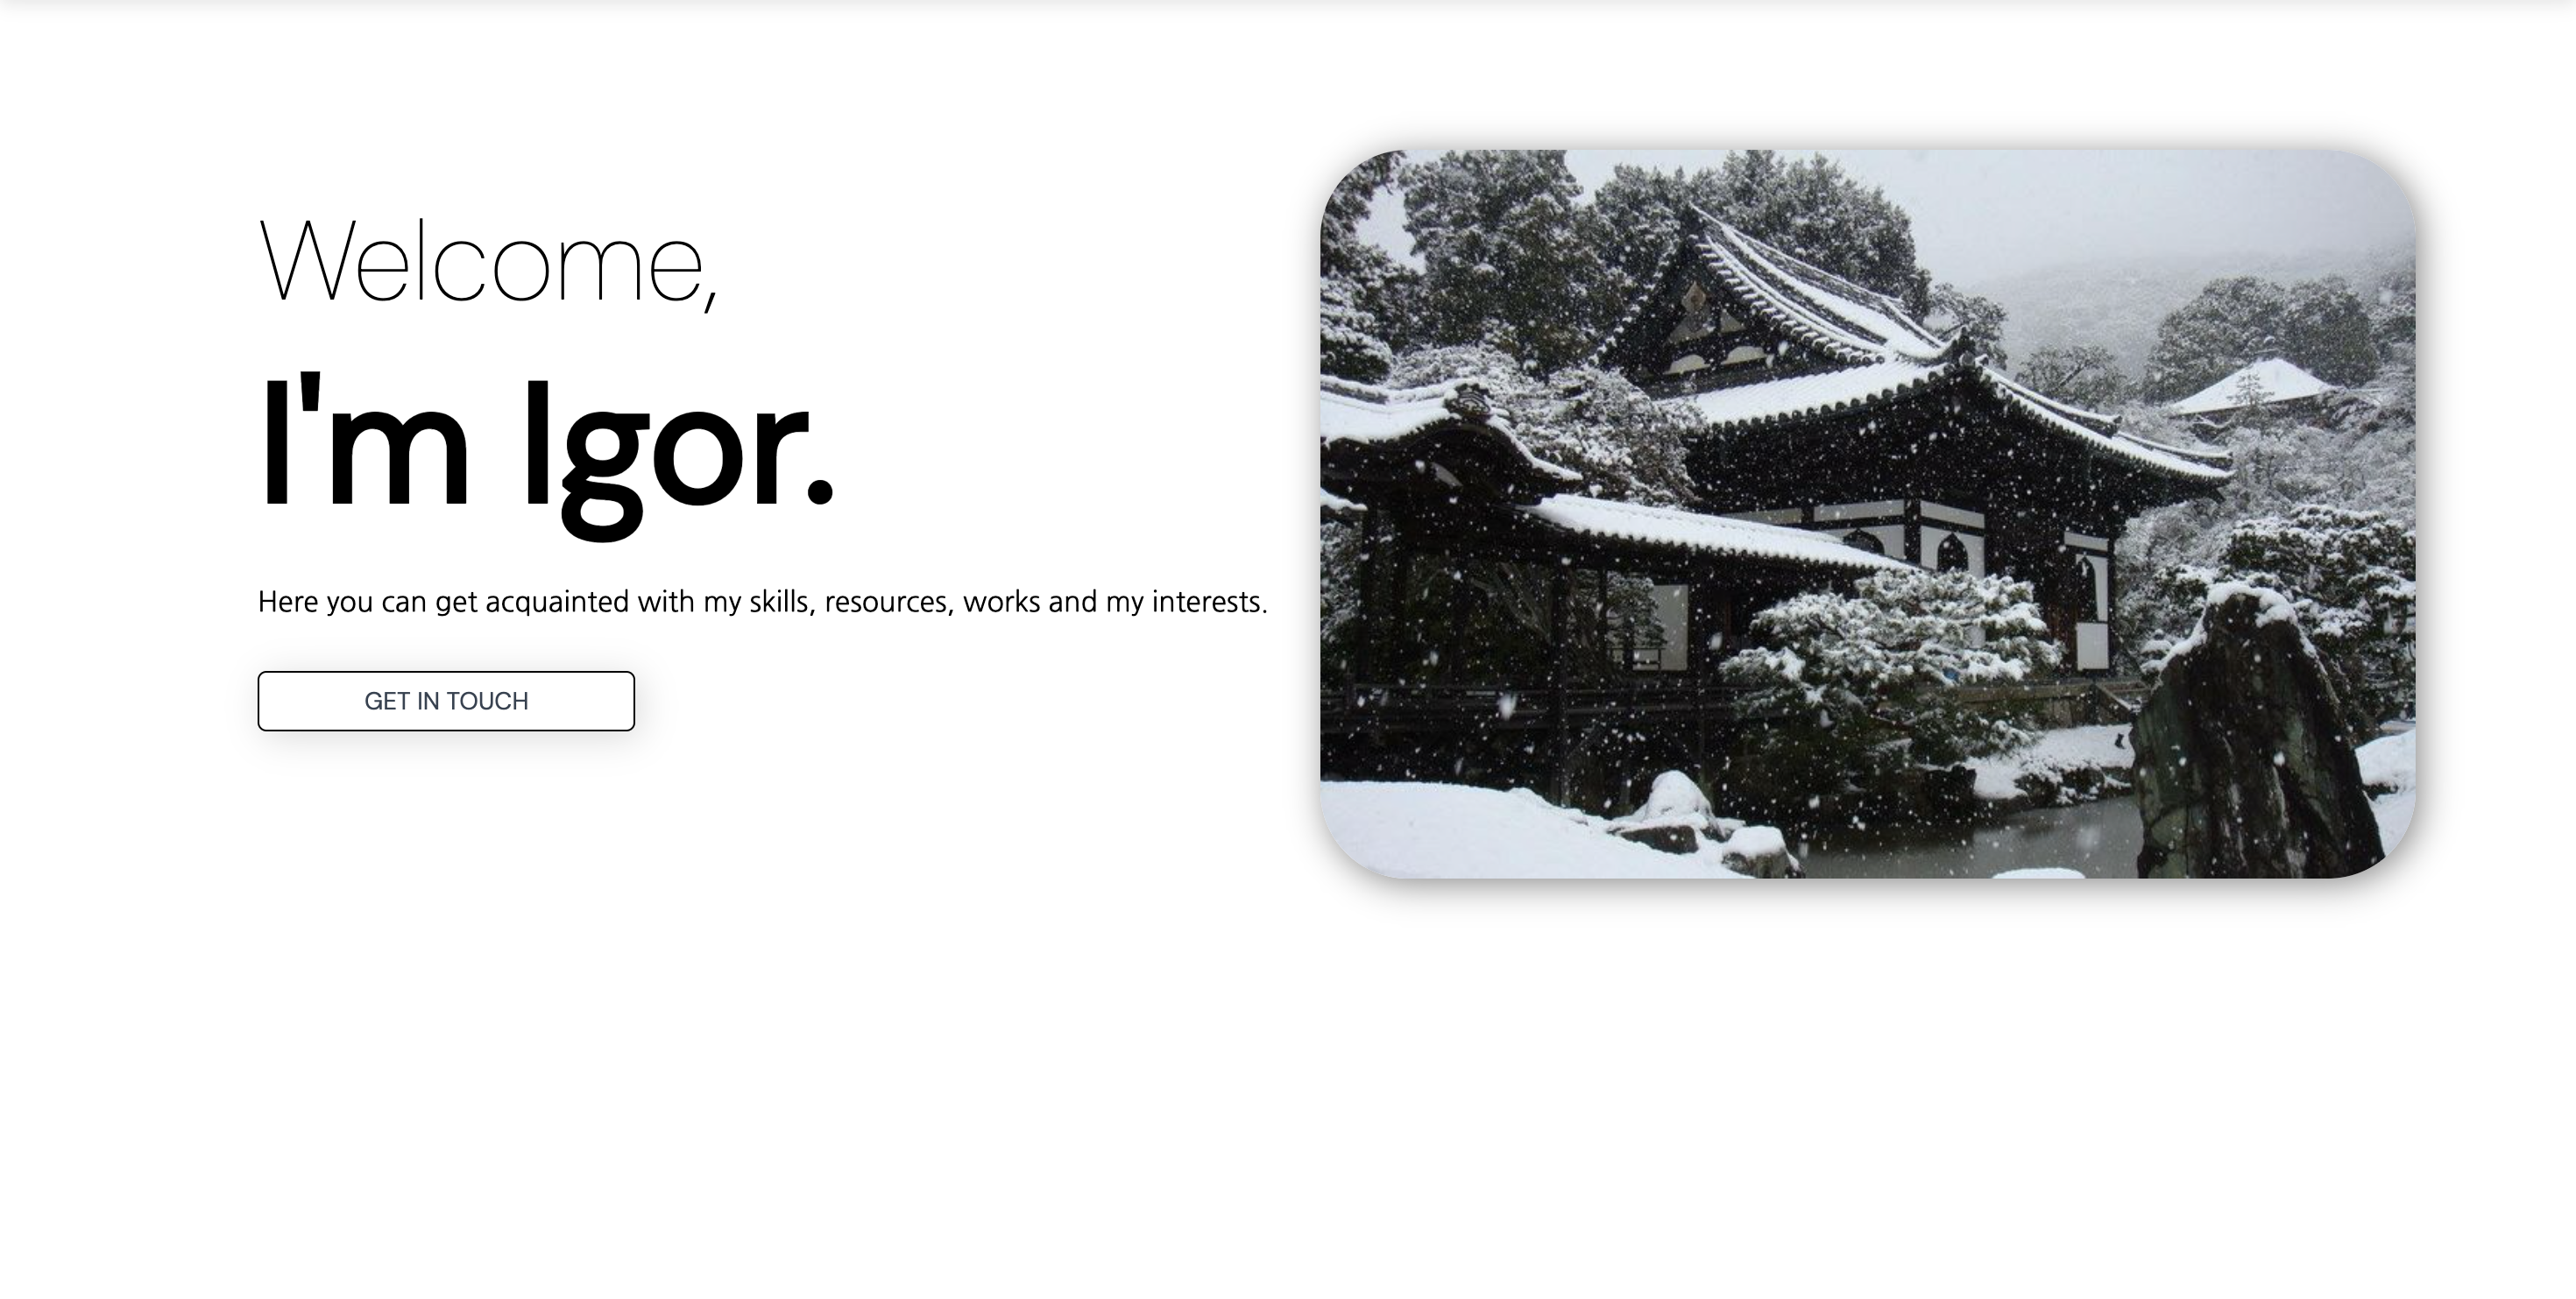 Welcome,
I'm Igor.
Here you can get acquainted with my skills, resources, works and my interests.
GET IN TOUCH